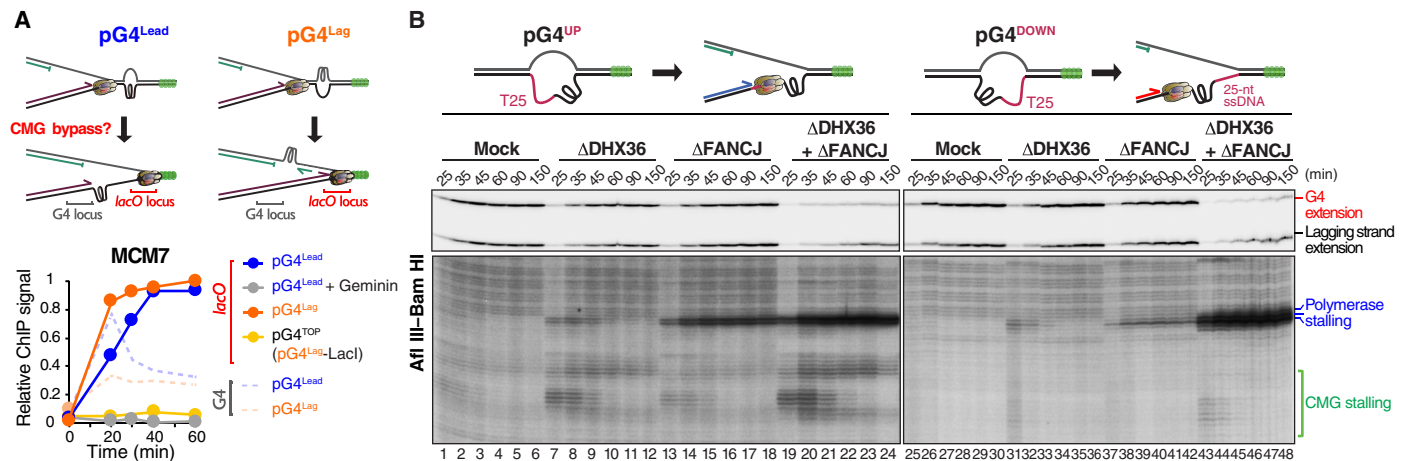 A
pG4Lead
pG4Lag
CMG bypass?
lacO locus
G4 locus
lacO locus
G4 locus
MCM7
Relative ChIP signal
1
0.8
0.6
0.4
0.2
0
0 20 40 60
Time (min)
lacO
pG4Lead
pG4Lead + Geminin
pG4Lag
pG4TOP
(pG4Lag-LacI)
G4
pG4Lead
pG4Lag
B
pG4UP
T25
pG4DOWN
T25
25-nt
ssDNA
Mock
ΔDHX36
ΔFANCJ
ΔDHX36
+ ΔFANCJ
Mock
ΔDHX36
ΔFANCJ
ΔDHX36
+ ΔFANCJ
25 35 45 60 90 150 25 35 45 60 90 150 25 35 45 60 90 150 25 35 45 60 90 150
25 35 45 60 90 150 25 35 45 60 90 150 25 35 45 60 90 150 25 35 45 60 90 150 (min)
G4
extension
Lagging strand
extension
Afl III–Bam HI
Polymerase
stalling
CMG stalling
1 2 3 4 5 6 7 8 9 10 11 12 13 14 15 16 17 18 19 20 21 22 23 24
25 26 27 28 29 30 31 32 33 34 35 36 37 38 39 40 41 42 43 44 45 46 47 48